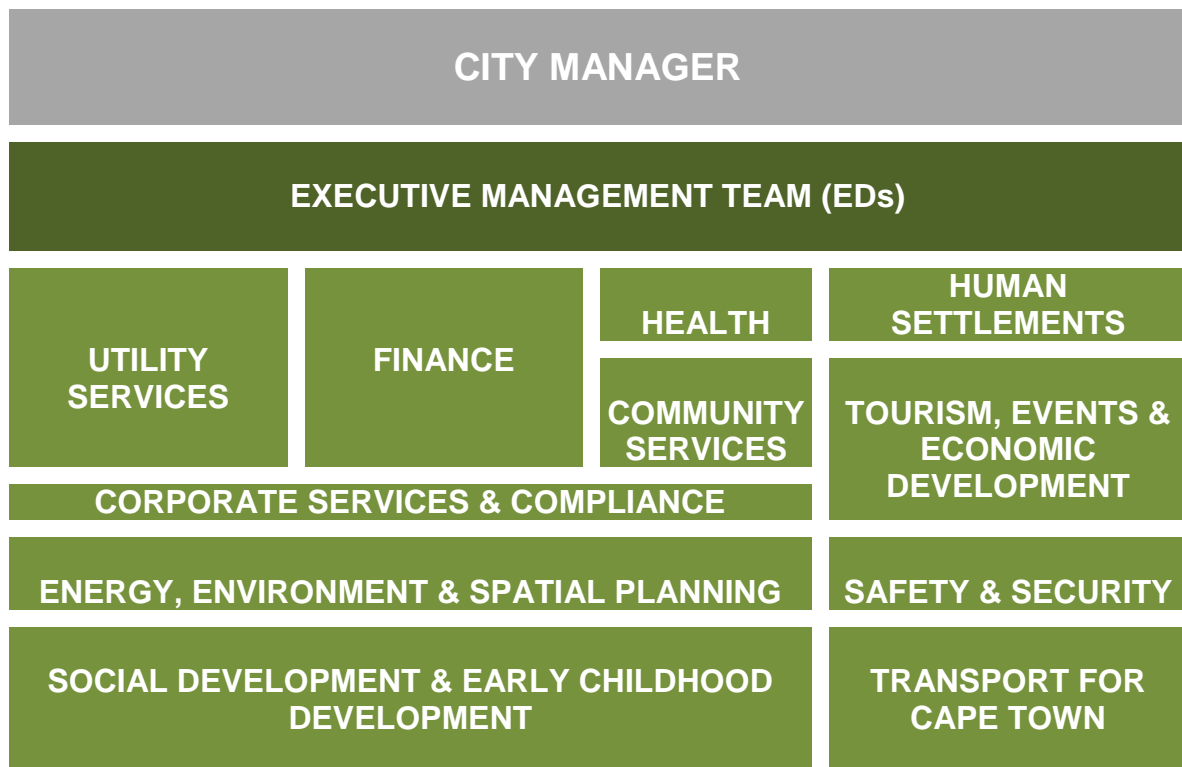 CITY MANAGER
EXECUTIVE MANAGEMENT TEAM (EDs)
UTILITY
SERVICES
FINANCE
HEALTH
HUMAN
SETTLEMENTS
COMMUNITY
SERVICES
TOURISM, EVENTS &
ECONOMIC
DEVELOPMENT
CORPORATE SERVICES & COMPLIANCE
ENERGY, ENVIRONMENT & SPATIAL PLANNING
SAFETY & SECURITY
SOCIAL DEVELOPMENT & EARLY CHILDHOOD
DEVELOPMENT
TRANSPORT FOR
CAPE TOWN